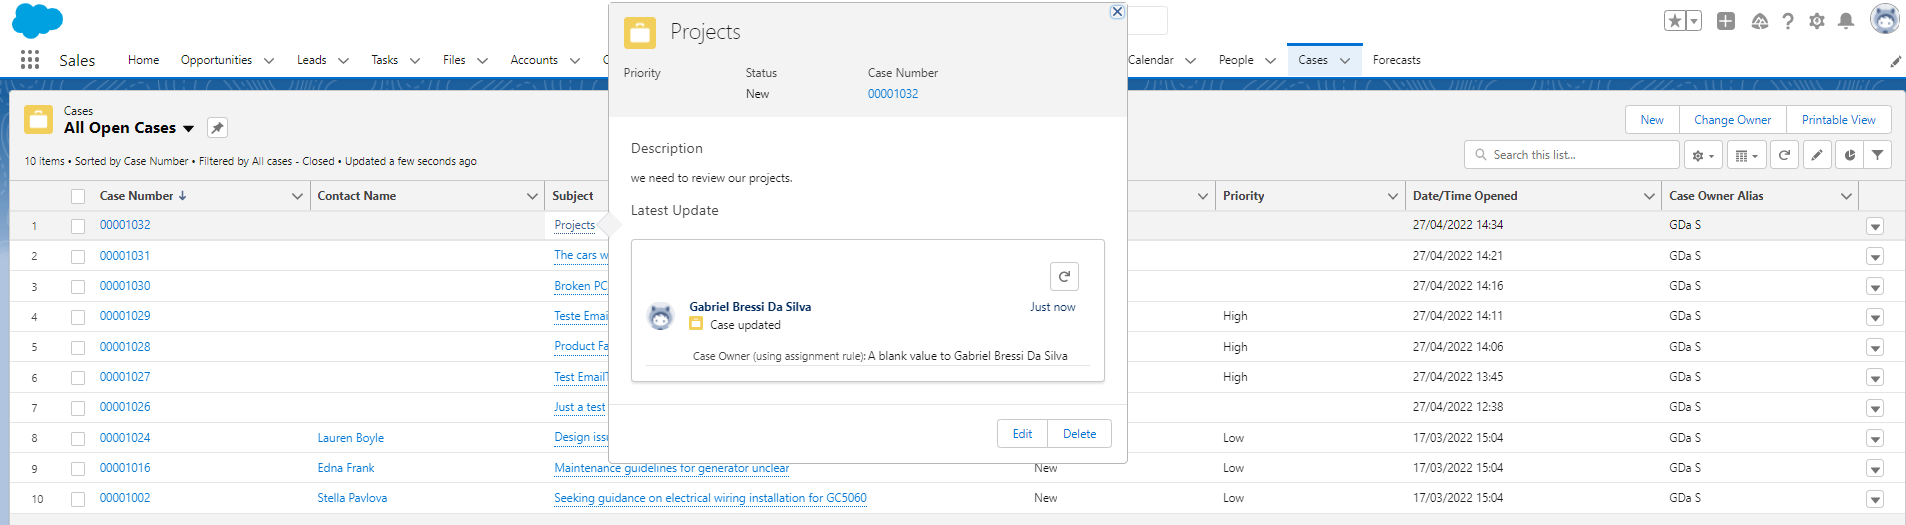 Projects
Priority Status Case Number
New 00001032
Sales Home Opportunities Leads Tasks Files Accounts Calendar People Cases Forecasts
Cases
All Open Cases
New Change Owner Printable View
10 items • Sorted by Case Number • Filtered by All cases - Closed • Updated a few seconds ago
Search this list...
Case Number Contact Name Subject Priority Date/Time Opened Case Owner Alias
1 00001032 Projects 27/04/2022 14:34 GDa S
2 00001031 The cars 27/04/2022 14:21 GDa S
3 00001030 Broken PC 27/04/2022 14:16 GDa S
4 00001029 Teste Emai High 27/04/2022 14:11 GDa S
5 00001028 Product Fa High 27/04/2022 14:06 GDa S
6 00001027 Test Email High 27/04/2022 13:45 GDa S
7 00001026 Just a test 27/04/2022 12:38 GDa S
8 00001024 Lauren Boyle Design iss Low 17/03/2022 15:04 GDa S
9 00001016 Edna Frank Maintenance guidelines for generator unclear New Low 17/03/2022 15:04 GDa S
10 00001002 Stella Pavlova Seeking guidance on electrical wiring installation for GC5060 New Low 17/03/2022 15:04 GDa S
Description
we need to review our projects.
Latest Update
Gabriel Bressi Da Silva Just now
Case updated
Case Owner (using assignment rule): A blank value to Gabriel Bressi Da Silva
Edit Delete